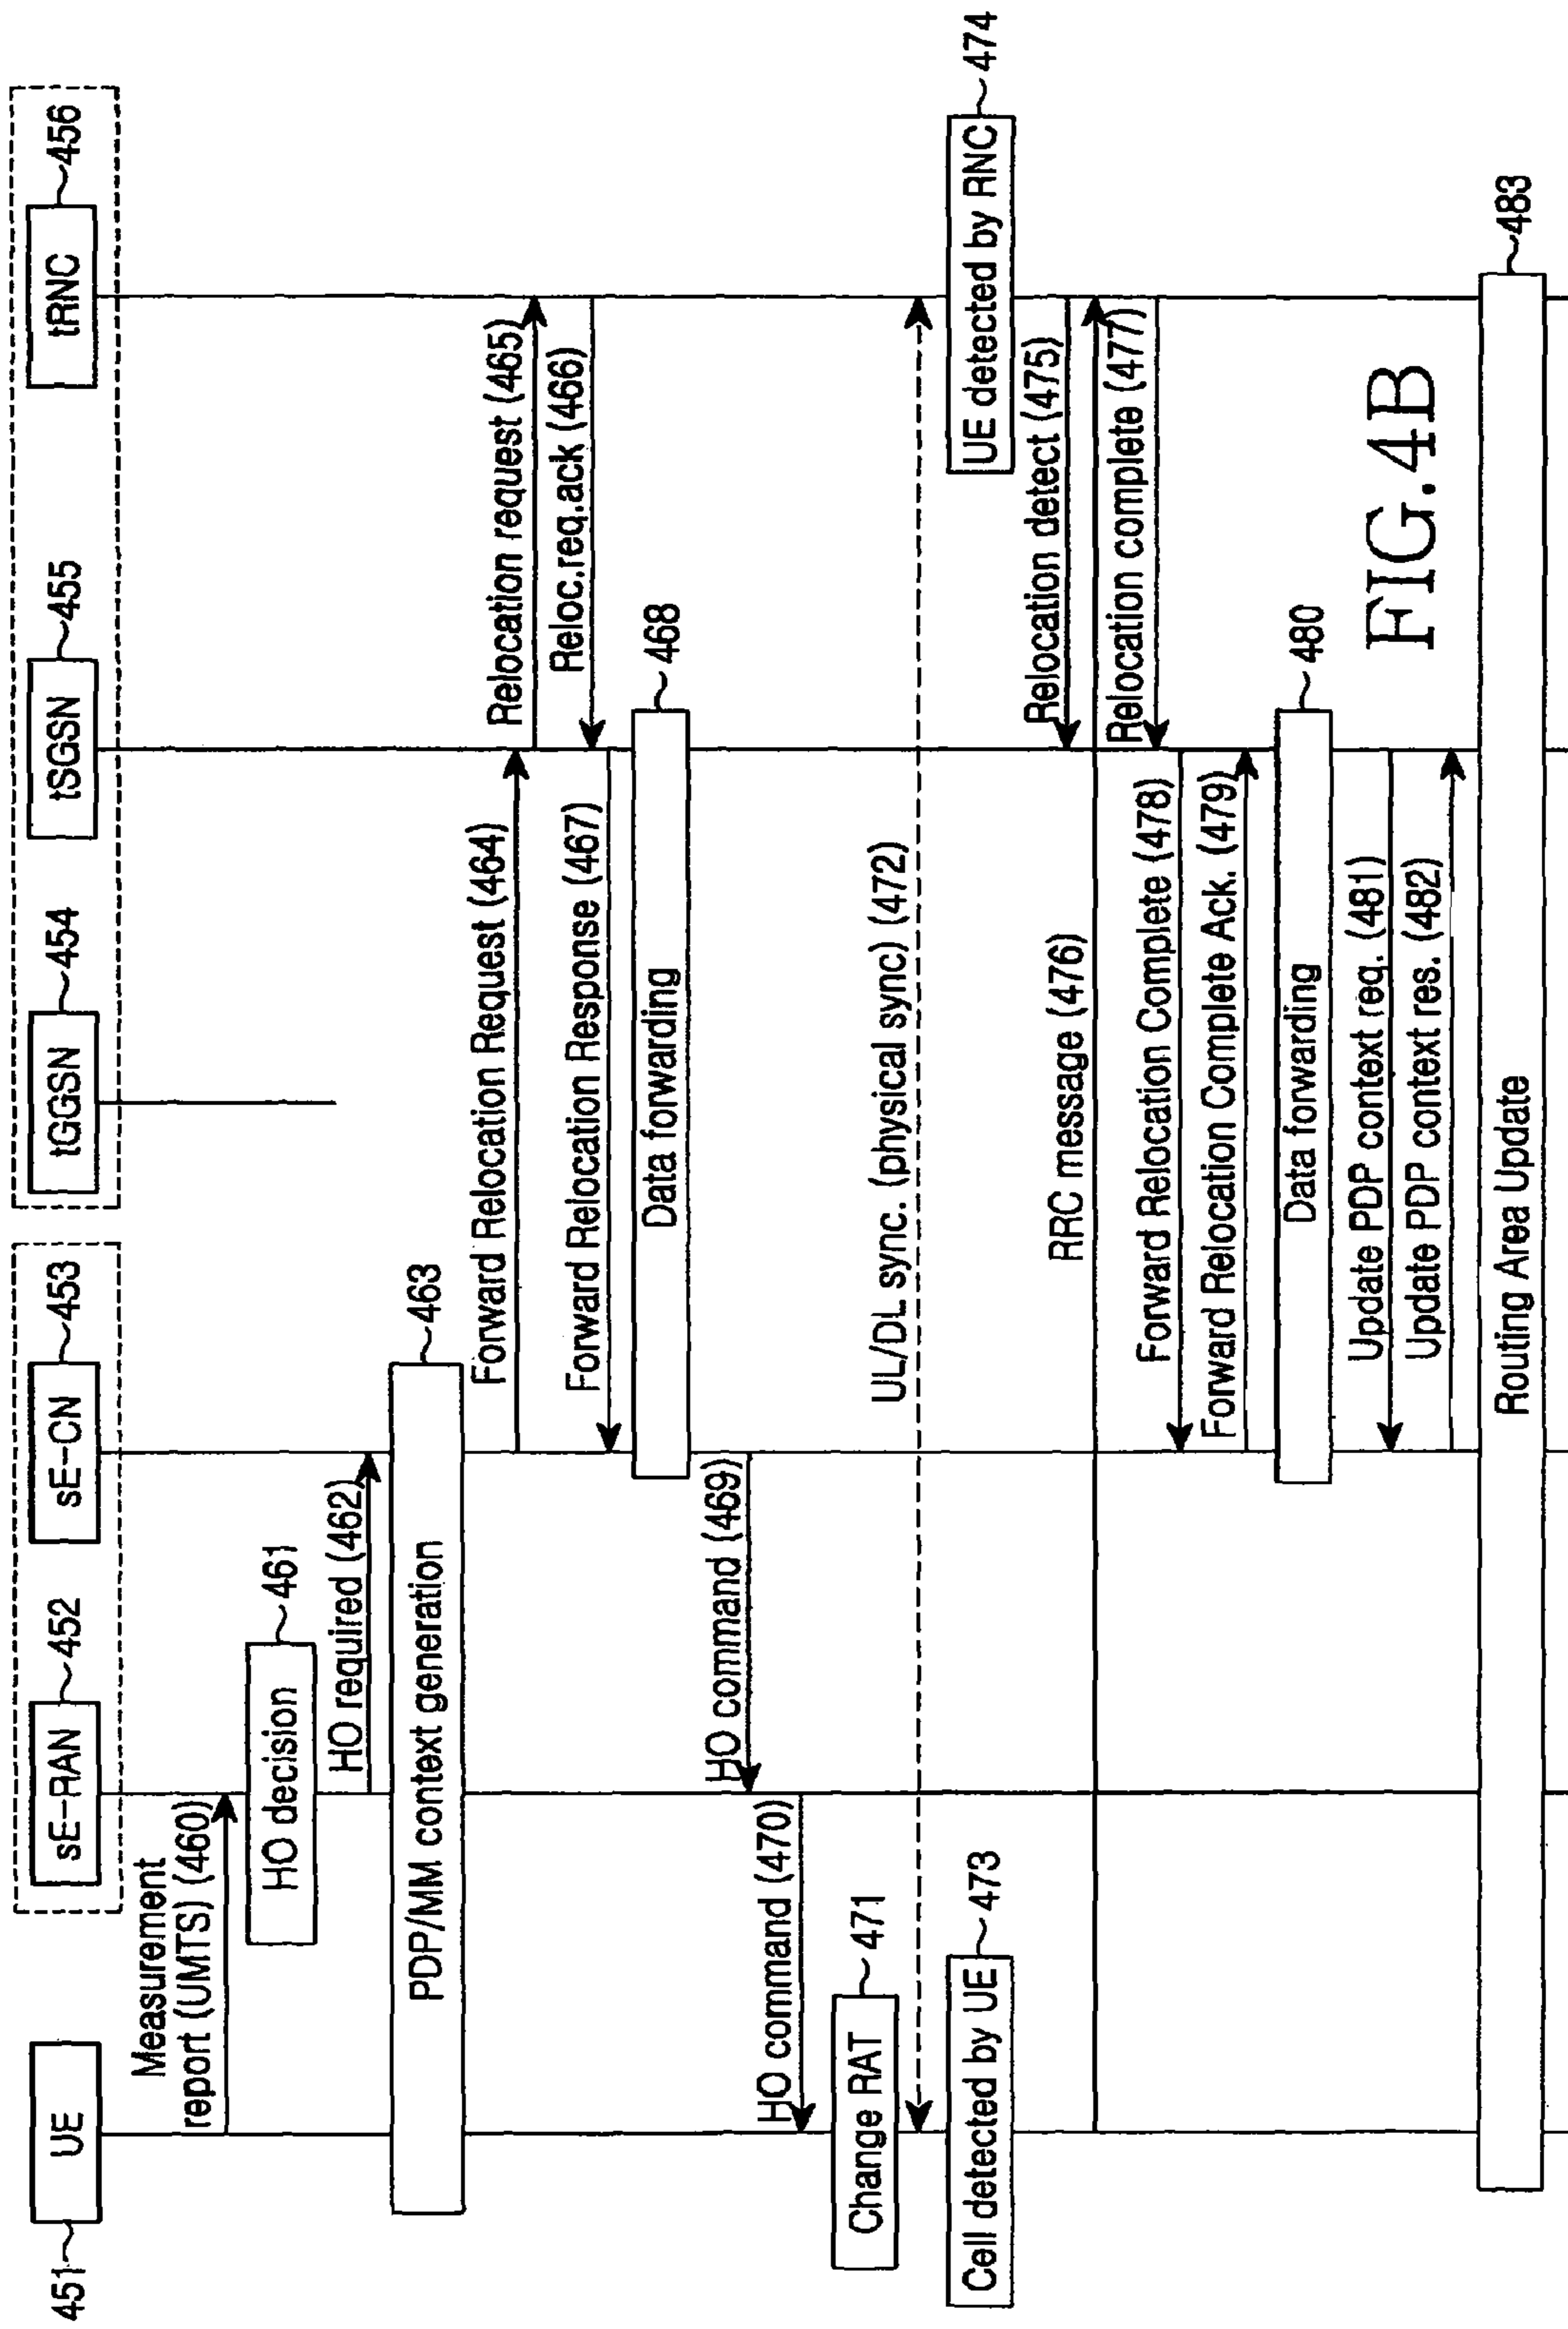 UE
451
sE-RAN
452
sE-CN
453
tGGSN
454
tSGSN
455
tRNC
456
Measurement
report (UMTS) (460)
HO decision
461
HO required (462)
PDP/MM context generation
463
Forward Relocation Request (464)
Relocation request (465)
Reloc.req.ack (466)
Forward Relocation Response (467)
Data forwarding
468
HO command (469)
HO command (470)
Change RAT
471
UL/DL sync. (physical sync) (472)
Cell detected by UE
473
UE detected by RNC
474
Relocation detect (475)
RRC message (476)
Relocation complete (477)
Forward Relocation Complete (478)
Forward Relocation Complete Ack. (479)
Data forwarding
480
Update PDP context req. (481)
Update PDP context res. (482)
Routing Area Update
483
FIG.4B